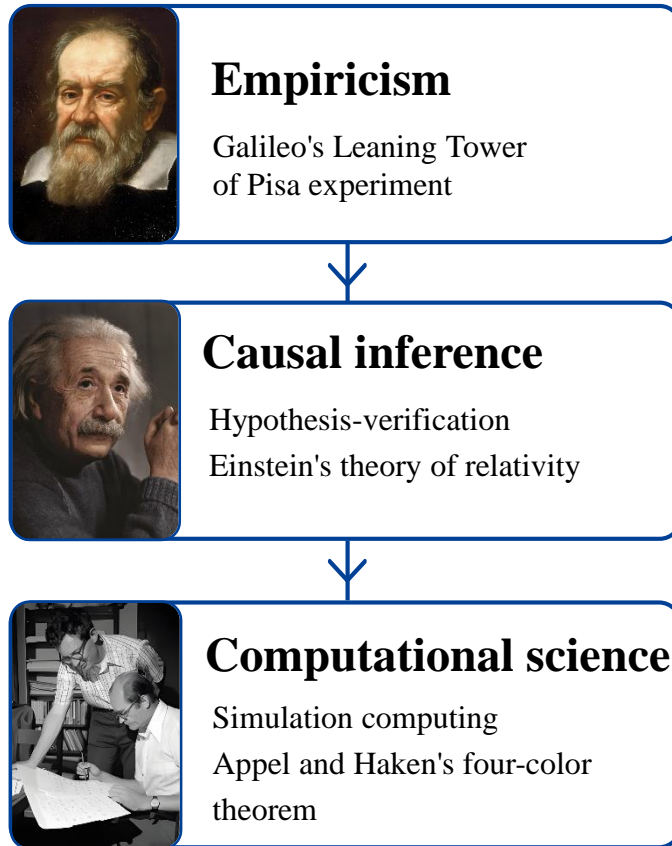 Empiricism
Galileo's Leaning Tower
of Pisa experiment
Causal inference
Hypothesis-verification
Einstein's theory of relativity
Computational science
Simulation computing
Appel and Haken's four-color
theorem